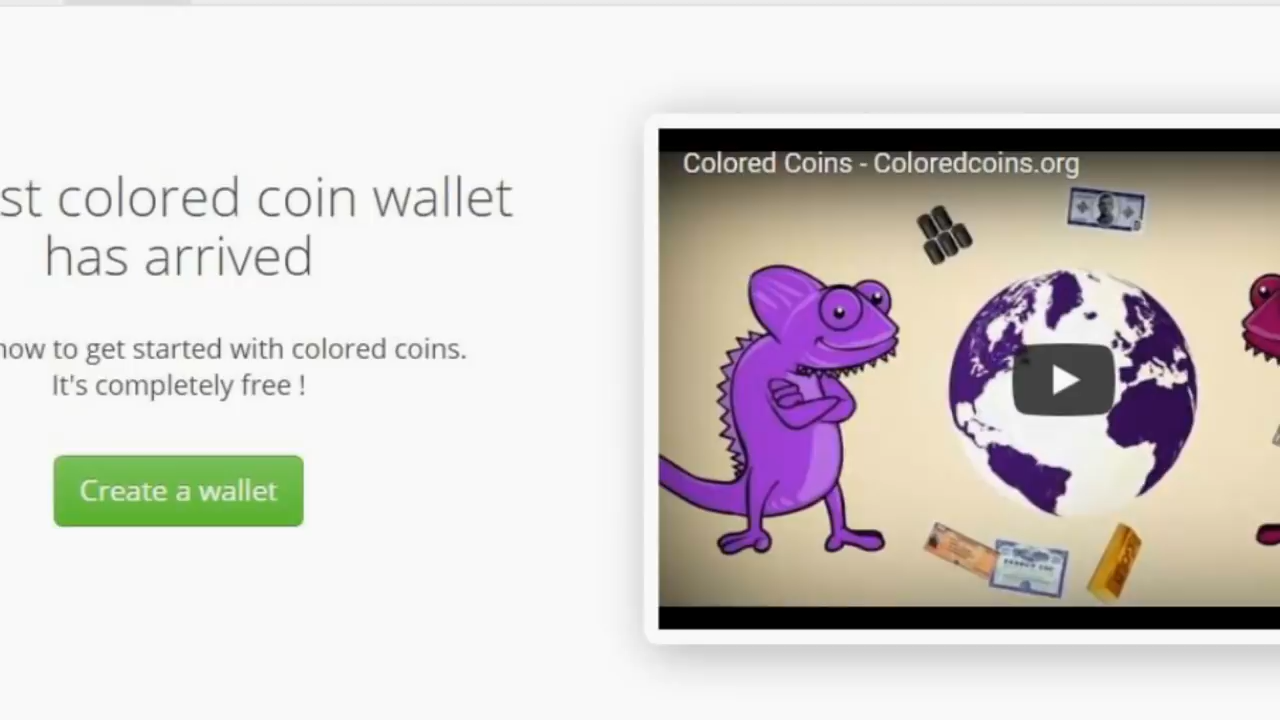 st colored coin wallet
has arrived
now to get started with colored coins.
It's completely free !
Create a wallet
Colored Coins - Coloredcoins.org